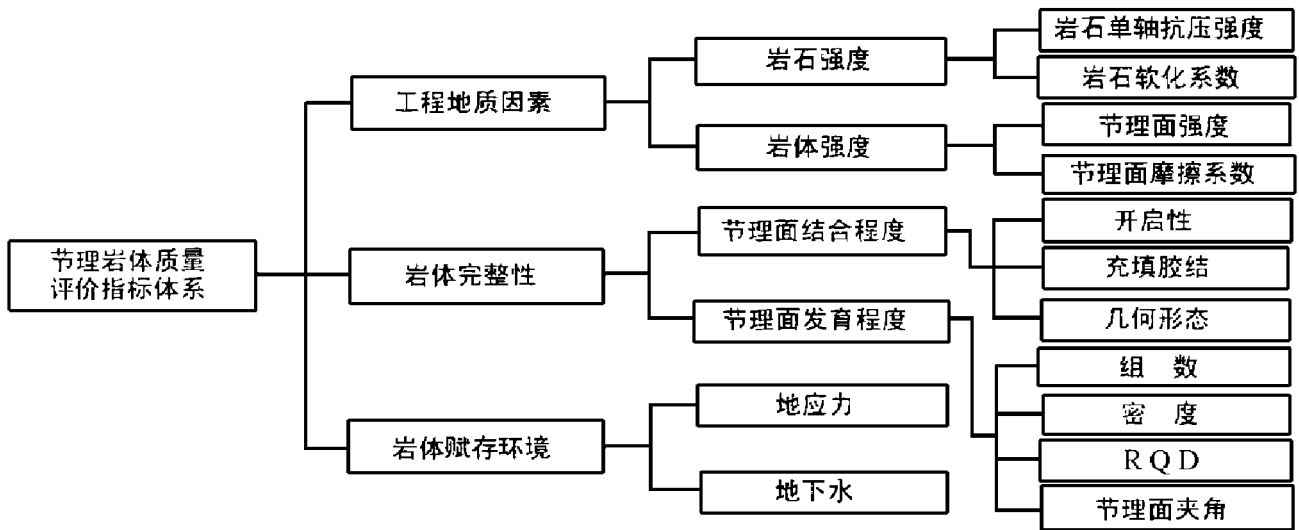 节理岩体质量
评价指标体系
工程地质因素
岩体完整性
岩体赋存环境
岩石强度
岩体强度
节理面结合程度
节理面发育程度
地应力
地下水
岩石单轴抗压强度
岩石软化系数
节理面强度
节理面摩擦系数
开启性
充填胶结
几何形态
组 数
密 度
RQD
节理面夹角